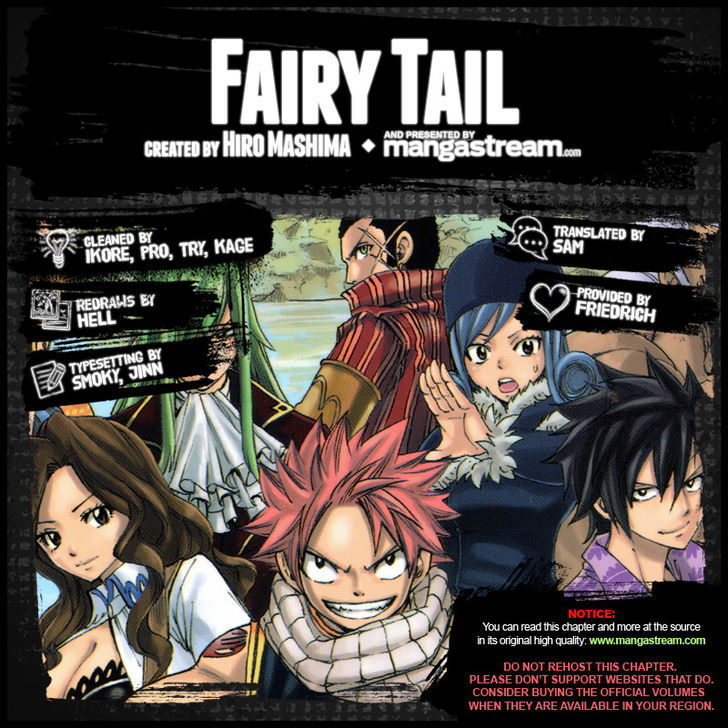 FAIRY TAIL
CREATED BY HIRO MASHIMA ◆ AND PRESENTED BY mangastream.com
CLEANED BY
IKORE, PRO, TRY, KAGE
REDRAWS BY
HELL
TYPESETTING BY
SMOKY, JINN
TRANSLATED BY
SAM
PROVIDED BY
FRIEDRICH
NOTICE:
You can read this chapter and more at the source
in its original high quality: www.mangastream.com
DO NOT REHOST THIS CHAPTER.
PLEASE DON'T SUPPORT WEBSITES THAT DO.
CONSIDER BUYING THE OFFICIAL VOLUMES
WHEN THEY ARE AVAILABLE IN YOUR REGION.